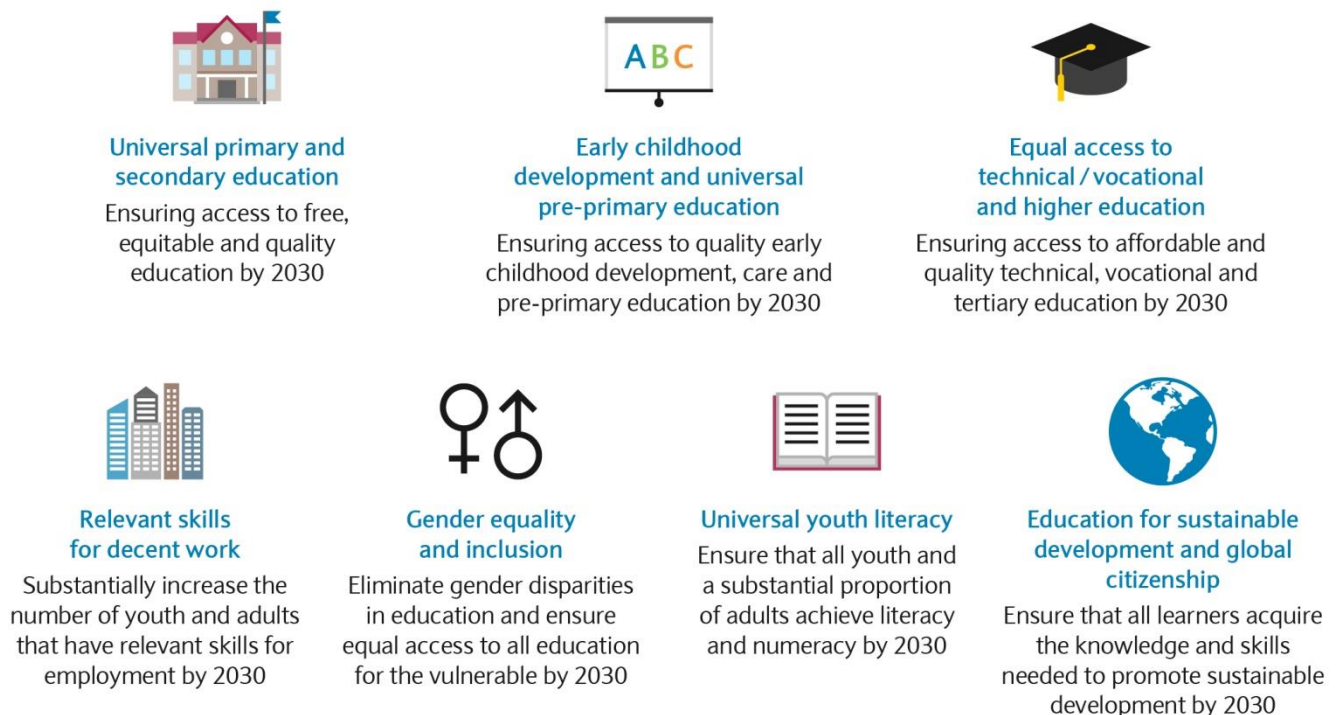 ABC
Universal primary and
secondary education
Ensuring access to free,
equitable and quality
education by 2030
Early childhood
development and universal
pre-primary education
Ensuring access to quality early
childhood development, care and
pre-primary education by 2030
Equal access to
technical / vocational
and higher education
Ensuring access to affordable and
quality technical, vocational and
tertiary education by 2030
Relevant skills
for decent work
Substantially increase the
number of youth and adults
that have relevant skills for
employment by 2030
Gender equality
and inclusion
Eliminate gender disparities
in education and ensure
equal access to all education
for the vulnerable by 2030
Universal youth literacy
Ensure that all youth and
a substantial proportion
of adults achieve literacy
and numeracy by 2030
Education for sustainable
development and global
citizenship
Ensure that all learners acquire
the knowledge and skills
needed to promote sustainable
development by 2030